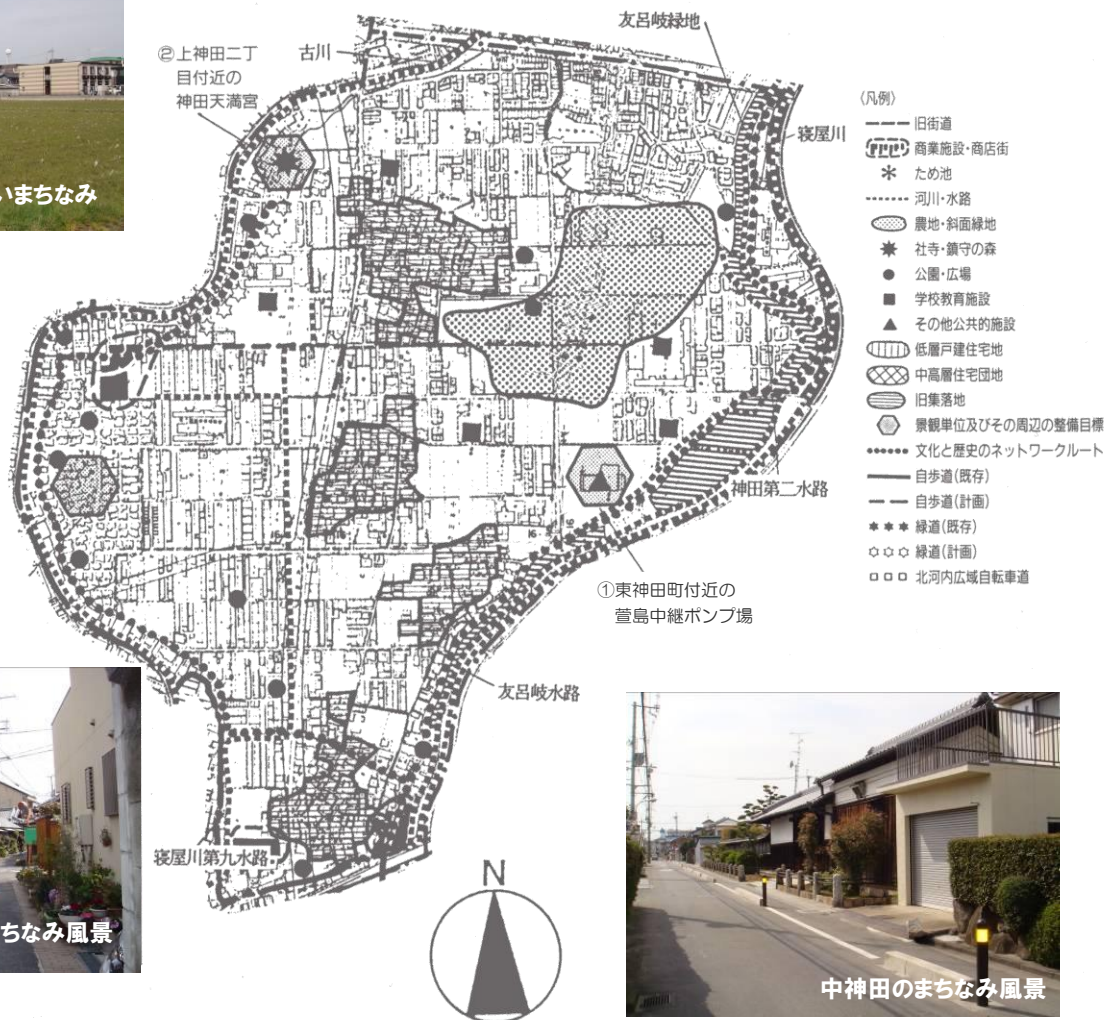 友呂岐緑地
②上神田二丁
目付近の
神田天満宮
古川
寝屋川
いまちなみ
〈凡例〉
旧街道
商業施設・商店街
ため池
河川・水路
農地・斜面緑地
社寺・鎮守の森
公園・広場
学校教育施設
その他公共的施設
低層戸建住宅地
中高層住宅団地
旧集落地
景観単位及びその周辺の整備目標
文化と歴史のネットワークルート
自歩道(既存)
自歩道(計画)
緑道(既存)
緑道(計画)
北河内広域自転車道
神田第二水路
①東神田町付近の
萱島中継ポンプ場
友呂岐水路
寝屋川第九水路
ちなみ風景
N
中神田のまちなみ風景